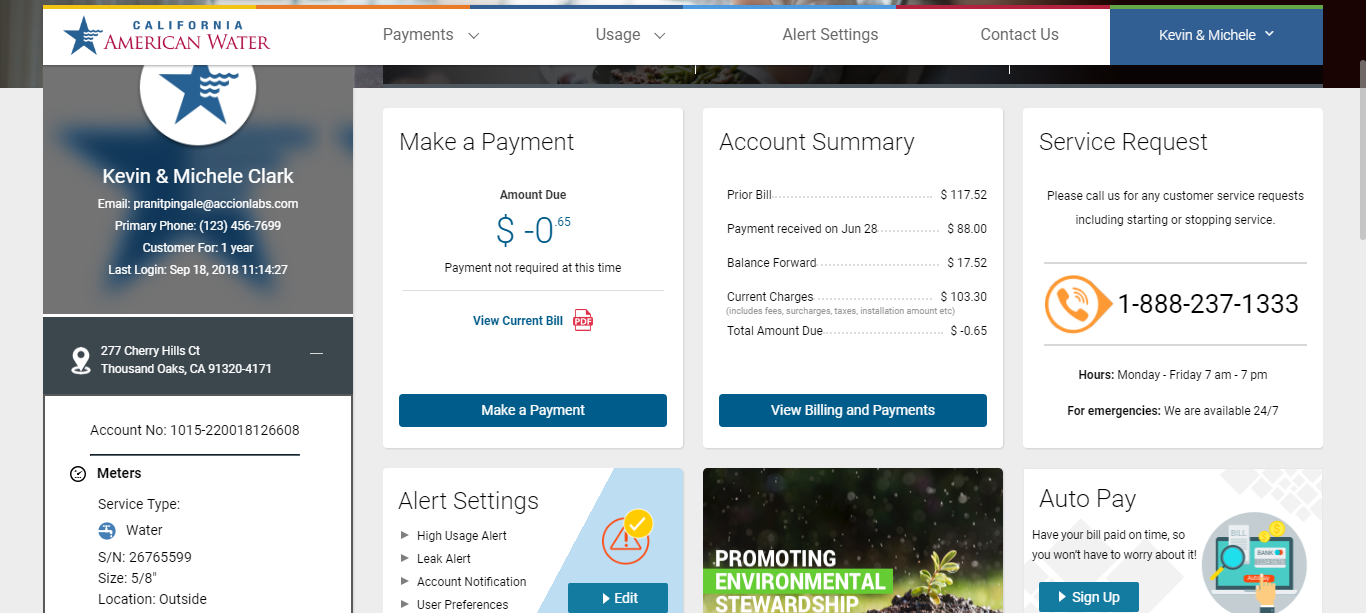 CALIFORNIA
AMERICAN WATER
Payments
Usage
Alert Settings
Contact Us
Kevin & Michele
Kevin & Michele Clark
Email: pranitpingale@accionlabs.com
Primary Phone: (123) 456-7699
Customer For: 1 year
Last Login: Sep 18, 2018 11:14:27
277 Cherry Hills Ct
Thousand Oaks, CA 91320-4171
Account No: 1015-220018126608
Meters
Service Type:
Water
S/N: 26765599
Size: 5/8"
Location: Outside
Make a Payment
Amount Due
$ -0.65
Payment not required at this time
View Current Bill
PDF
Make a Payment
Account Summary
Prior Bill $ 117.52
Payment received on Jun 28 $ 88.00
Balance Forward $ 17.52
Current Charges $ 103.30
(includes fees, surcharges, taxes, installation amount etc)
Total Amount Due $ -0.65
View Billing and Payments
Service Request
Please call us for any customer service requests
including starting or stopping service.
1-888-237-1333
Hours: Monday - Friday 7 am - 7 pm
For emergencies: We are available 24/7
Alert Settings
High Usage Alert
Leak Alert
Account Notification
User Preferences
Edit
PROMOTING
ENVIRONMENTAL
STEWARDSHIP
Auto Pay
Have your bill paid on time, so
you won't have to worry about it!
Sign Up
BILL
BANK